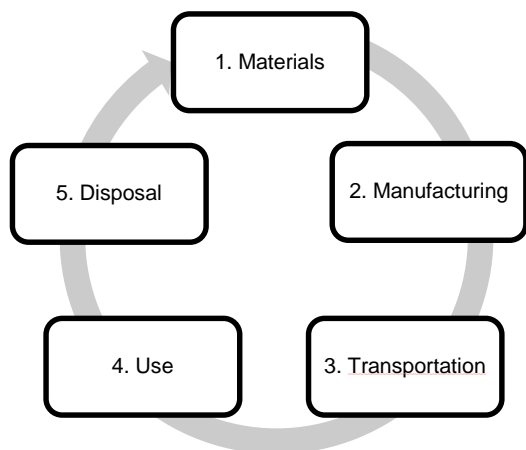 1. Materials
2. Manufacturing
3. Transportation
4. Use
5. Disposal